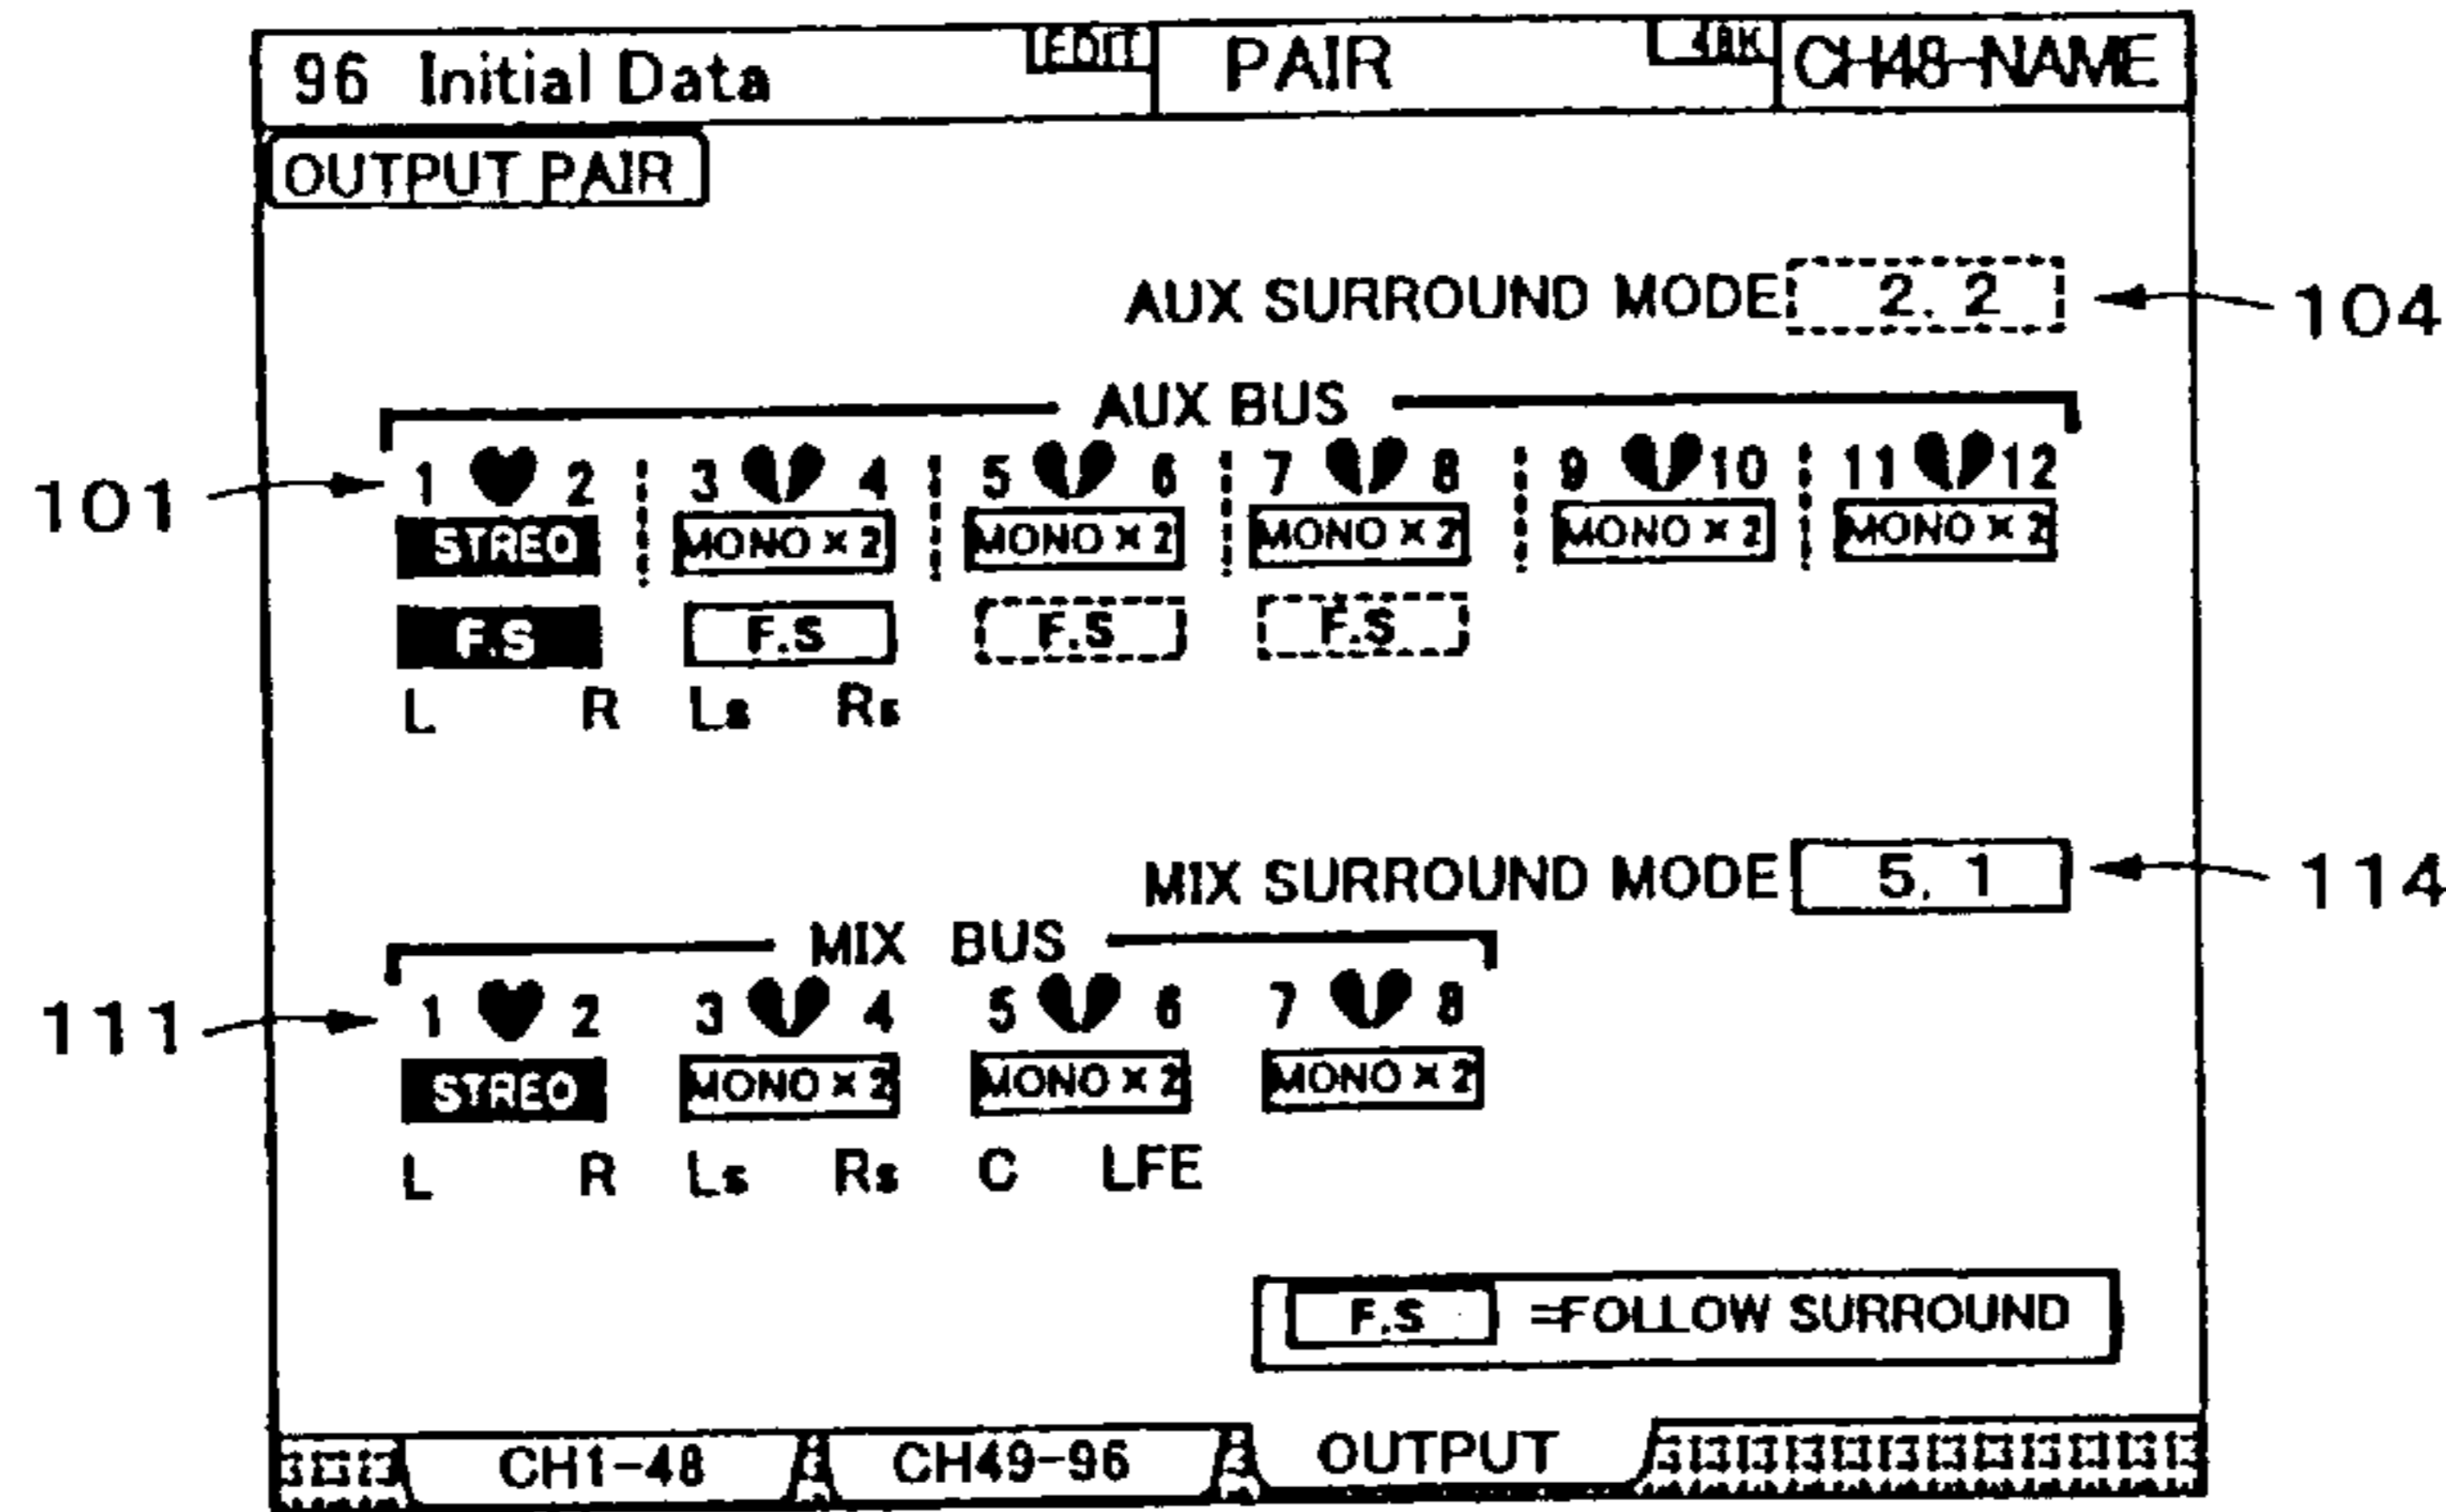 96 Initial Data EDIT PAIR 48K CH48-NAME
OUTPUT PAIR
AUX SURROUND MODE 2. 2 104
AUX BUS
101 1 2 3 4 5 6 7 8 9 10 11 12
STREO MONO×2 MONO×2 MONO×2 MONO×2 MONO×2
F.S F.S F.S F.S
L R Ls Rs
MIX SURROUND MODE 5. 1 114
MIX BUS
111 1 2 3 4 5 6 7 8
STREO MONO×2 MONO×2 MONO×2
L R Ls Rs C LFE
F.S =FOLLOW SURROUND
CH1-48 CH49-96 OUTPUT